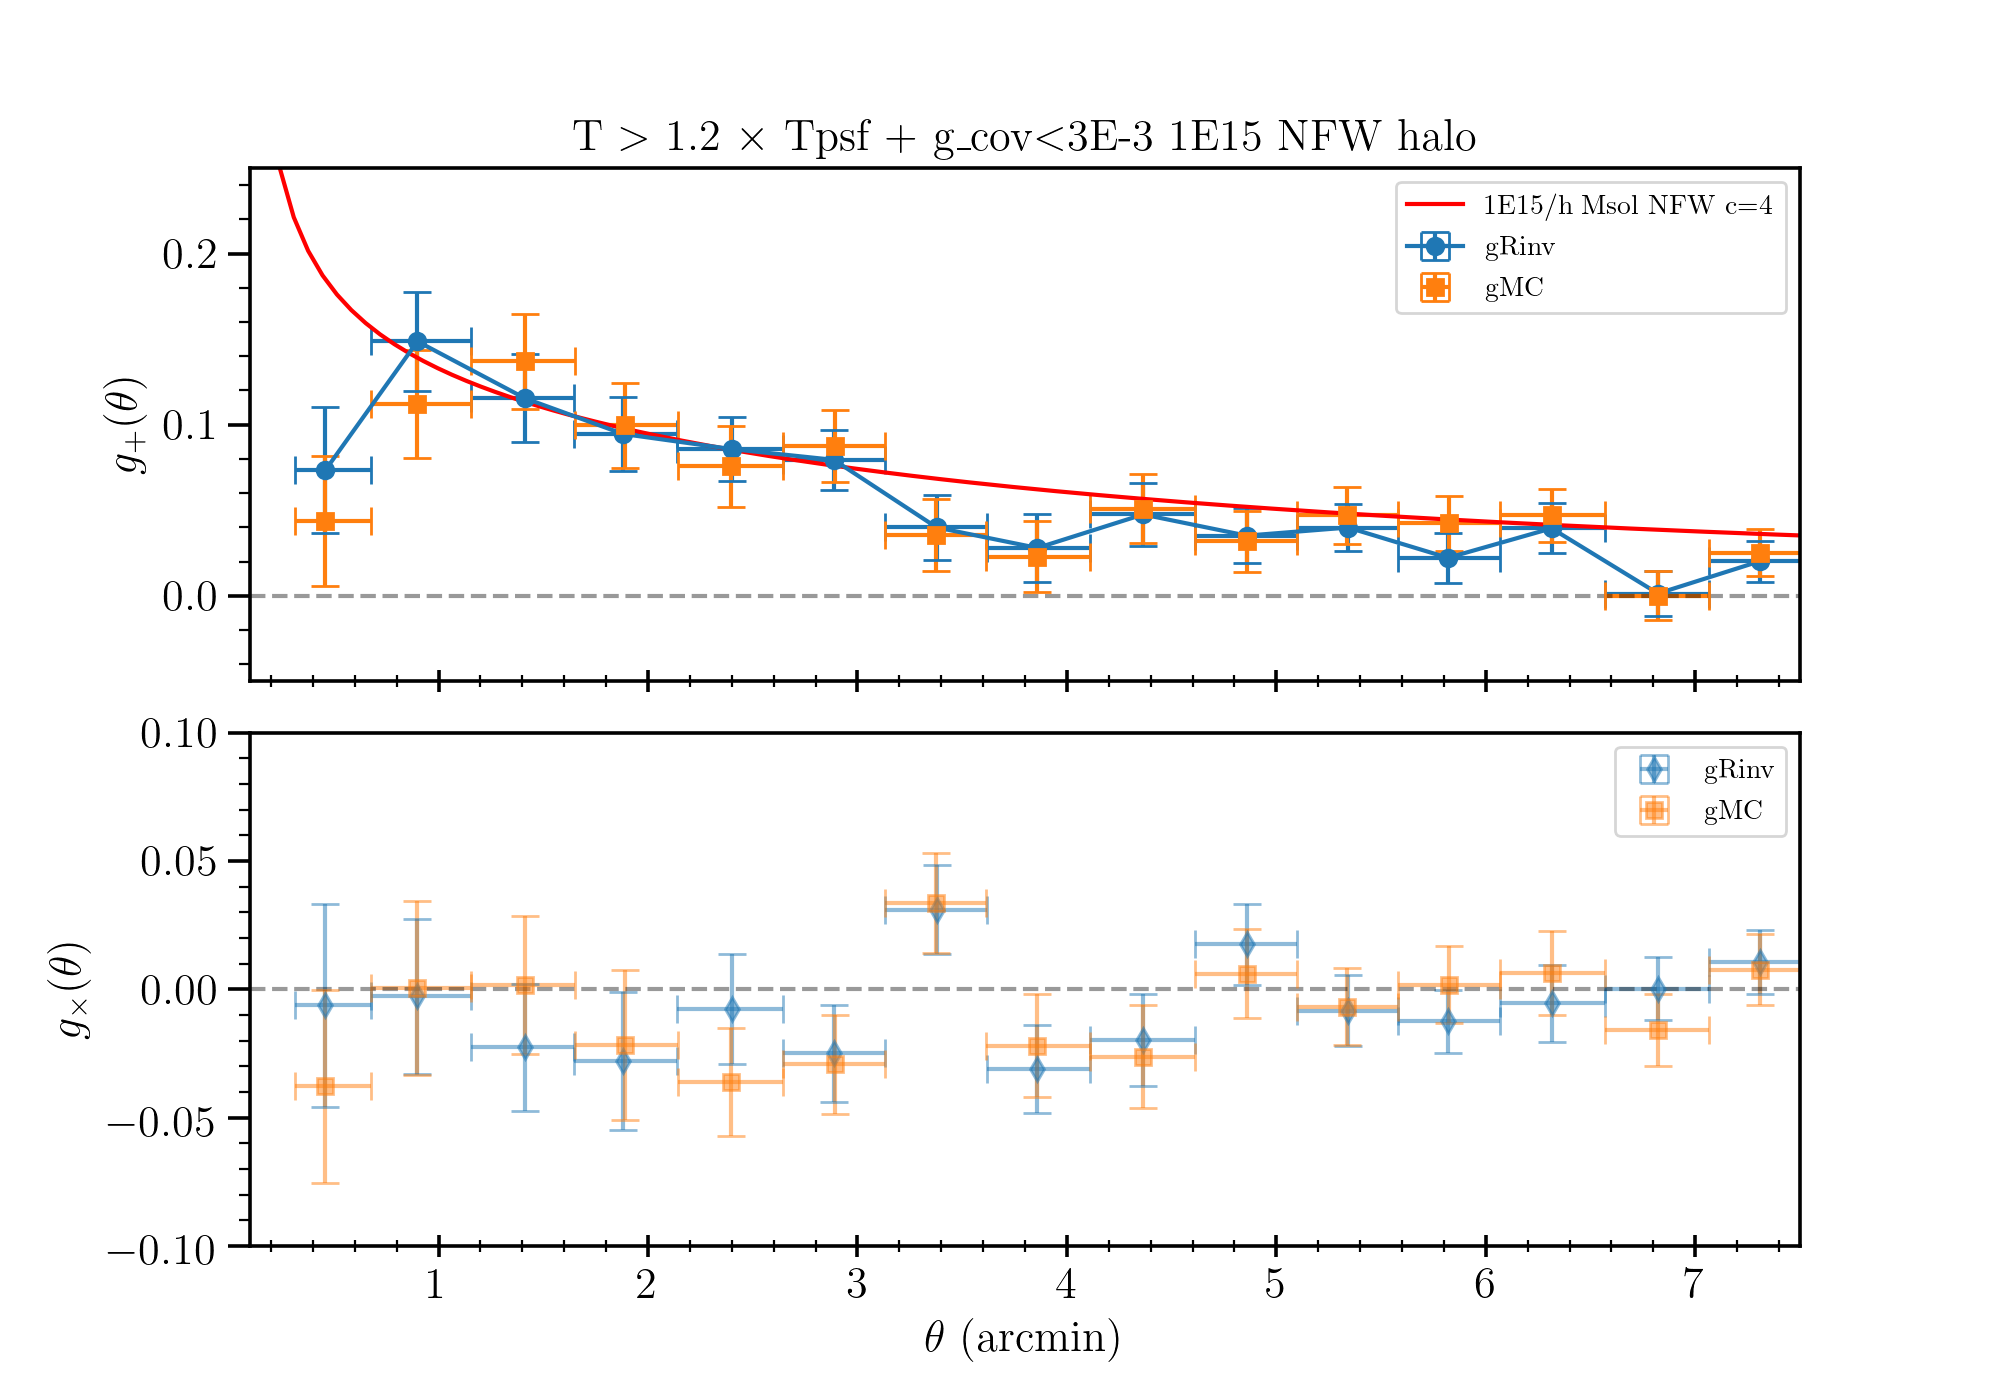 T > 1.2 × Tpsf + g_cov<3E-3 1E15 NFW halo
1E15/h Msol NFW c=4
gRinv
gMC
0.2
0.1
0.0
g+(θ)
gRinv
gMC
0.10
0.05
0.00
−0.05
−0.10
g×(θ)
1 2 3 4 5 6 7
θ (arcmin)